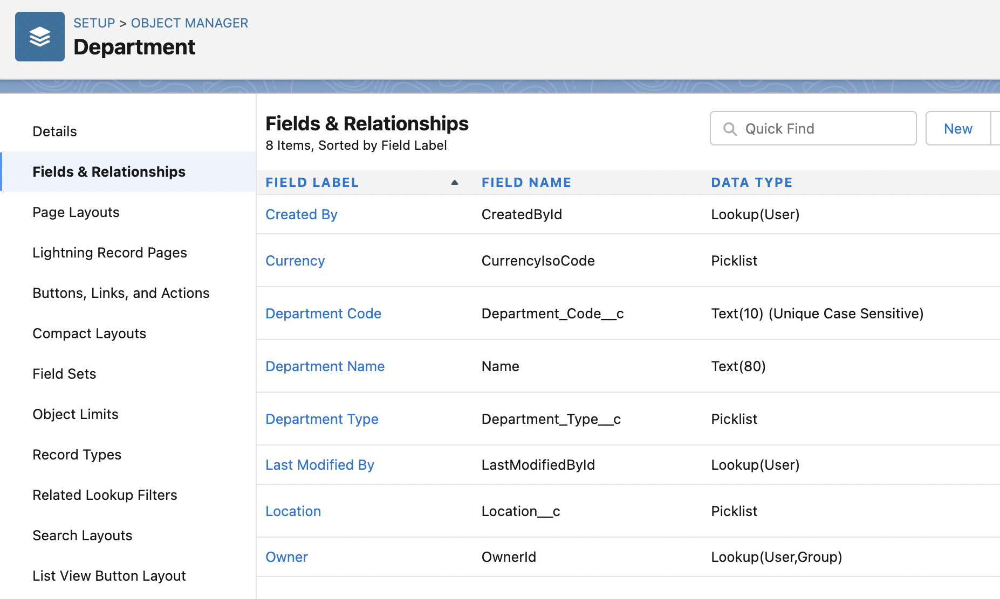 SETUP > OBJECT MANAGER
Department
Details
Fields & Relationships
Page Layouts
Lightning Record Pages
Buttons, Links, and Actions
Compact Layouts
Field Sets
Object Limits
Record Types
Related Lookup Filters
Search Layouts
List View Button Layout
Fields & Relationships
8 Items, Sorted by Field Label
Quick Find
New
FIELD LABEL FIELD NAME DATA TYPE
Created By CreatedById Lookup(User)
Currency CurrencyIsoCode Picklist
Department Code Department_Code__c Text(10) (Unique Case Sensitive)
Department Name Name Text(80)
Department Type Department_Type__c Picklist
Last Modified By LastModifiedById Lookup(User)
Location Location__c Picklist
Owner OwnerId Lookup(User,Group)